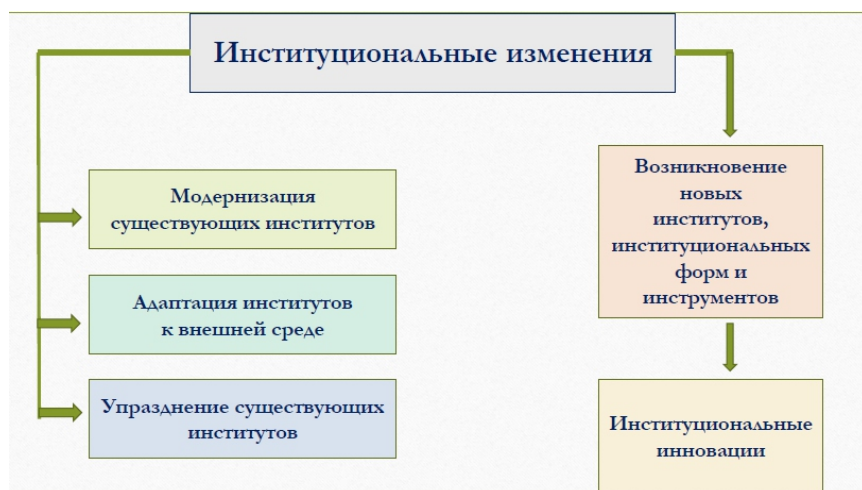 Институциональные изменения
Модернизация
существующих институтов
Адаптация институтов
к внешней среде
Упразднение существующих
институтов
Возникновение
новых
институтов,
институциональных
форм и
инструментов
Институциональные
инновации